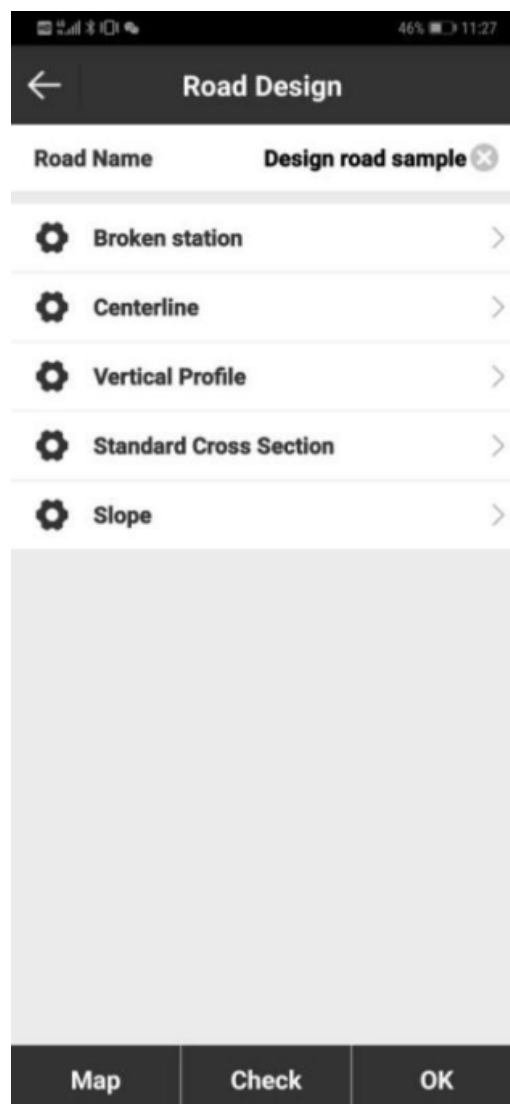 46% 11:27
Road Design
Road Name Design road sample
Broken station
Centerline
Vertical Profile
Standard Cross Section
Slope
Map Check OK